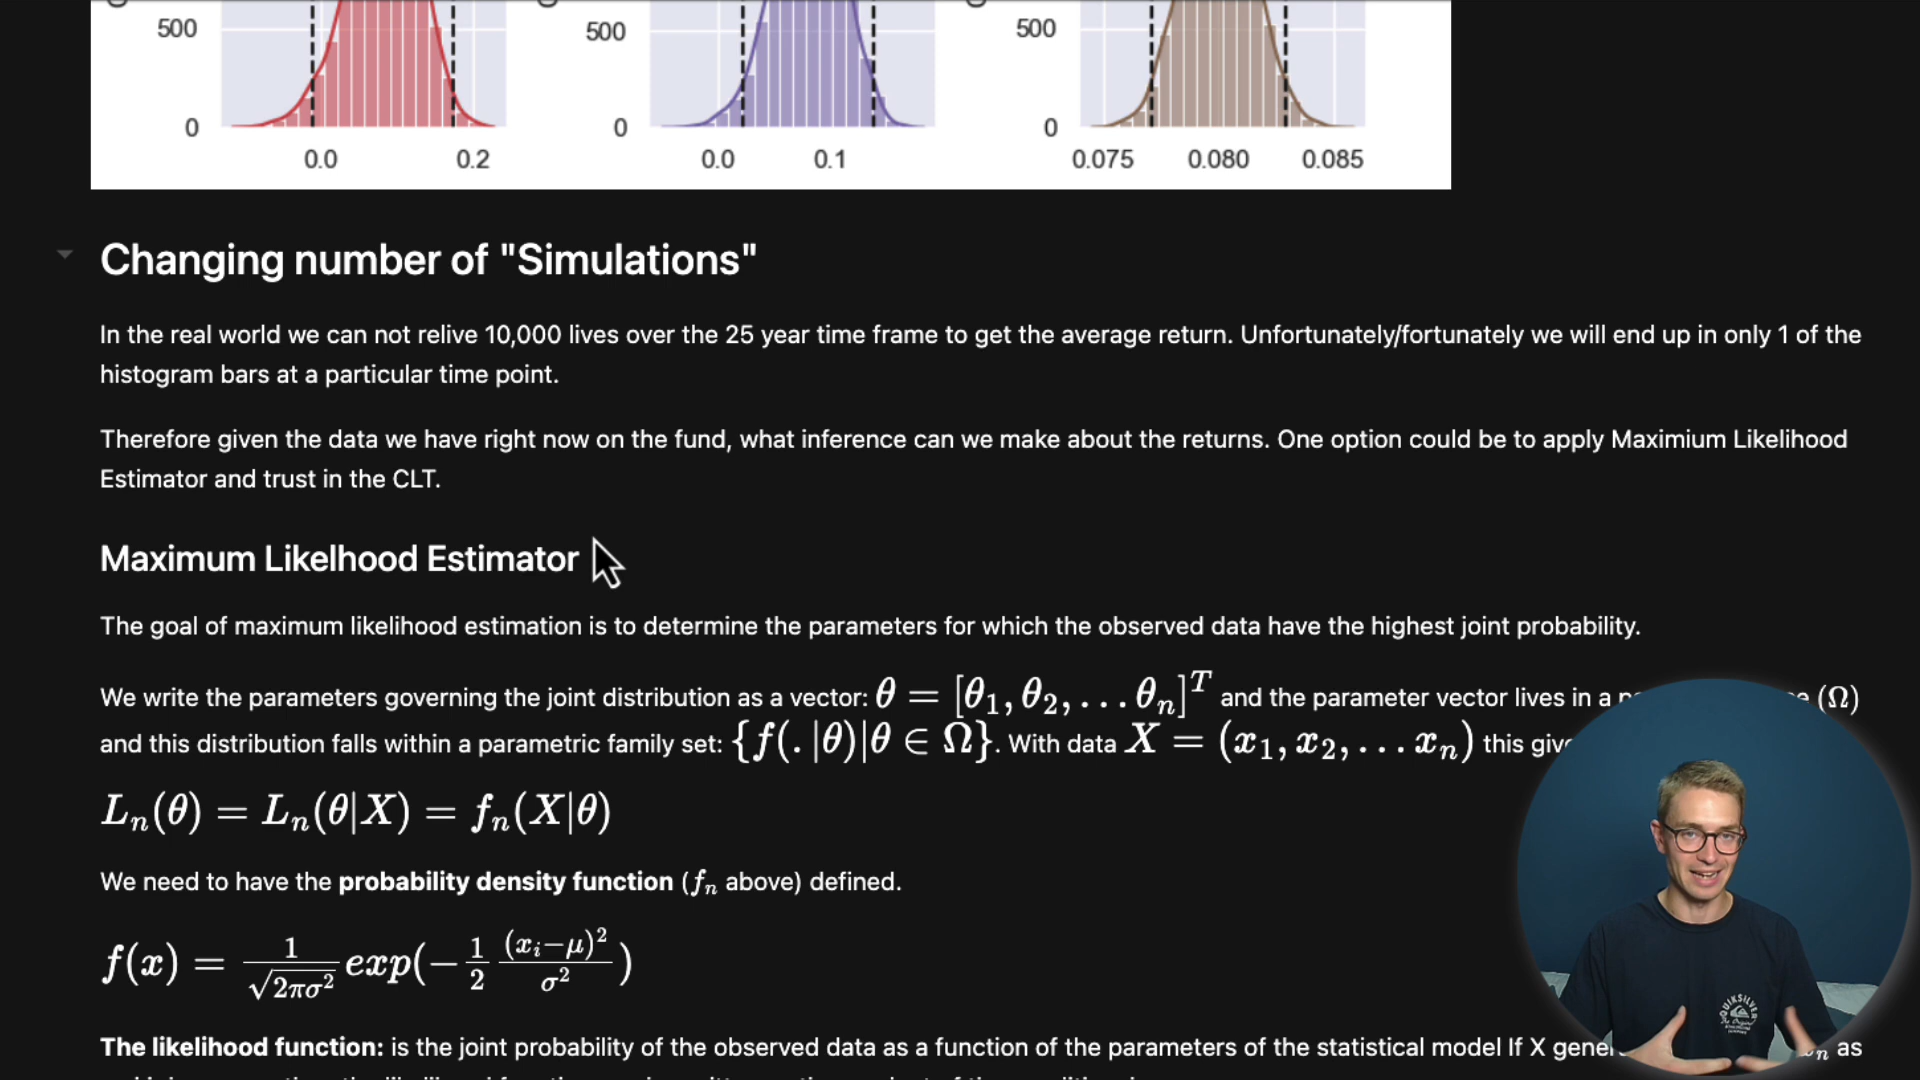 500
500
500
0
0
0
0.0
0.2
0.0
0.1
0.075
0.080
0.085
Changing number of "Simulations"
In the real world we can not relive 10,000 lives over the 25 year time frame to get the average return. Unfortunately/fortunately we will end up in only 1 of the
histogram bars at a particular time point.
Therefore given the data we have right now on the fund, what inference can we make about the returns. One option could be to apply Maximium Likelihood
Estimator and trust in the CLT.
Maximum Likelhood Estimator
The goal of maximum likelihood estimation is to determine the parameters for which the observed data have the highest joint probability.
We write the parameters governing the joint distribution as a vector: θ = [θ₁, θ₂, . . . θₙ]ᵀ and the parameter vector lives in a (Ω)
and this distribution falls within a parametric family set: {f(. |θ)|θ ∈ Ω}. With data X = (x₁, x₂, . . . xₙ) this
Lₙ(θ) = Lₙ(θ|X) = fₙ(X|θ)
We need to have the probability density function (fₙ above) defined.
f(x) = 1/√2πσ² exp(−1/2 (xᵢ−μ)²/σ²)
The likelihood function: is the joint probability of the observed data as a function of the parameters of the statistical model If X as
QUIKSILVER